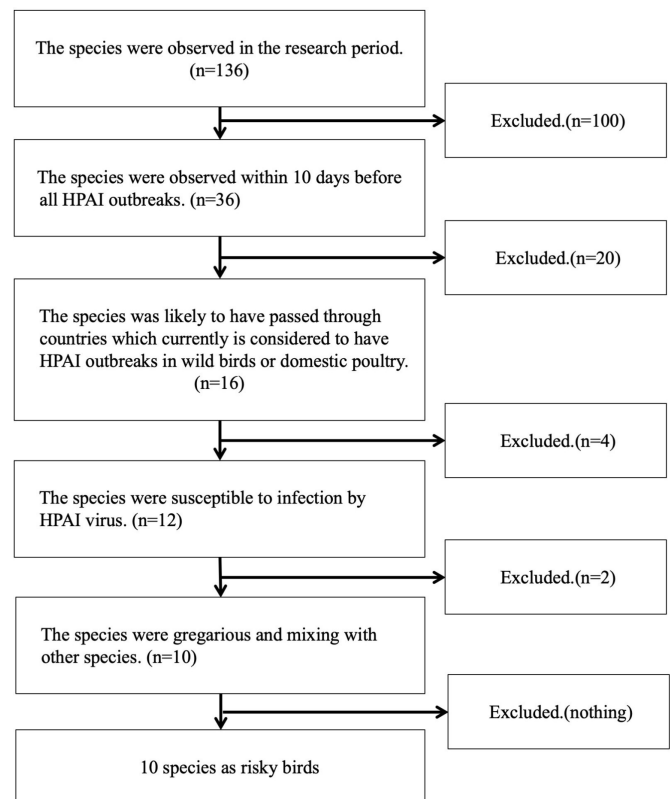 The species were observed in the research period.
(n=136)
Excluded.(n=100)
The species were observed within 10 days before
all HPAI outbreaks. (n=36)
Excluded.(n=20)
The species was likely to have passed through
countries which currently is considered to have
HPAI outbreaks in wild birds or domestic poultry.
(n=16)
Excluded.(n=4)
The species were susceptible to infection by
HPAI virus. (n=12)
Excluded.(n=2)
The species were gregarious and mixing with
other species. (n=10)
Excluded.(nothing)
10 species as risky birds